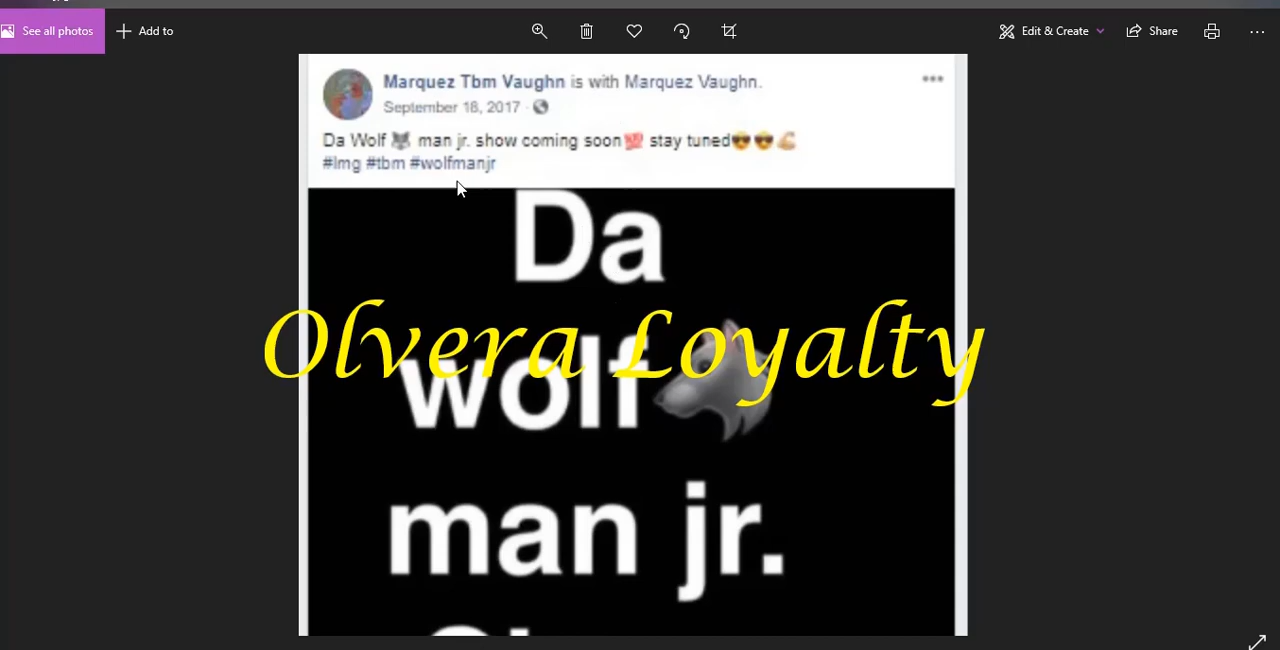 See all photos
Add to
Edit & Create
Share
Marquez Tbm Vaughn is with Marquez Vaughn.
September 18, 2017
Da Wolf 🐺 man jr. show coming soon💯 stay tuned😎😎💪🏼
#lmg #tbm #wolfmanjr
Da
Olvera Loyalty
wolf🐺
man jr.